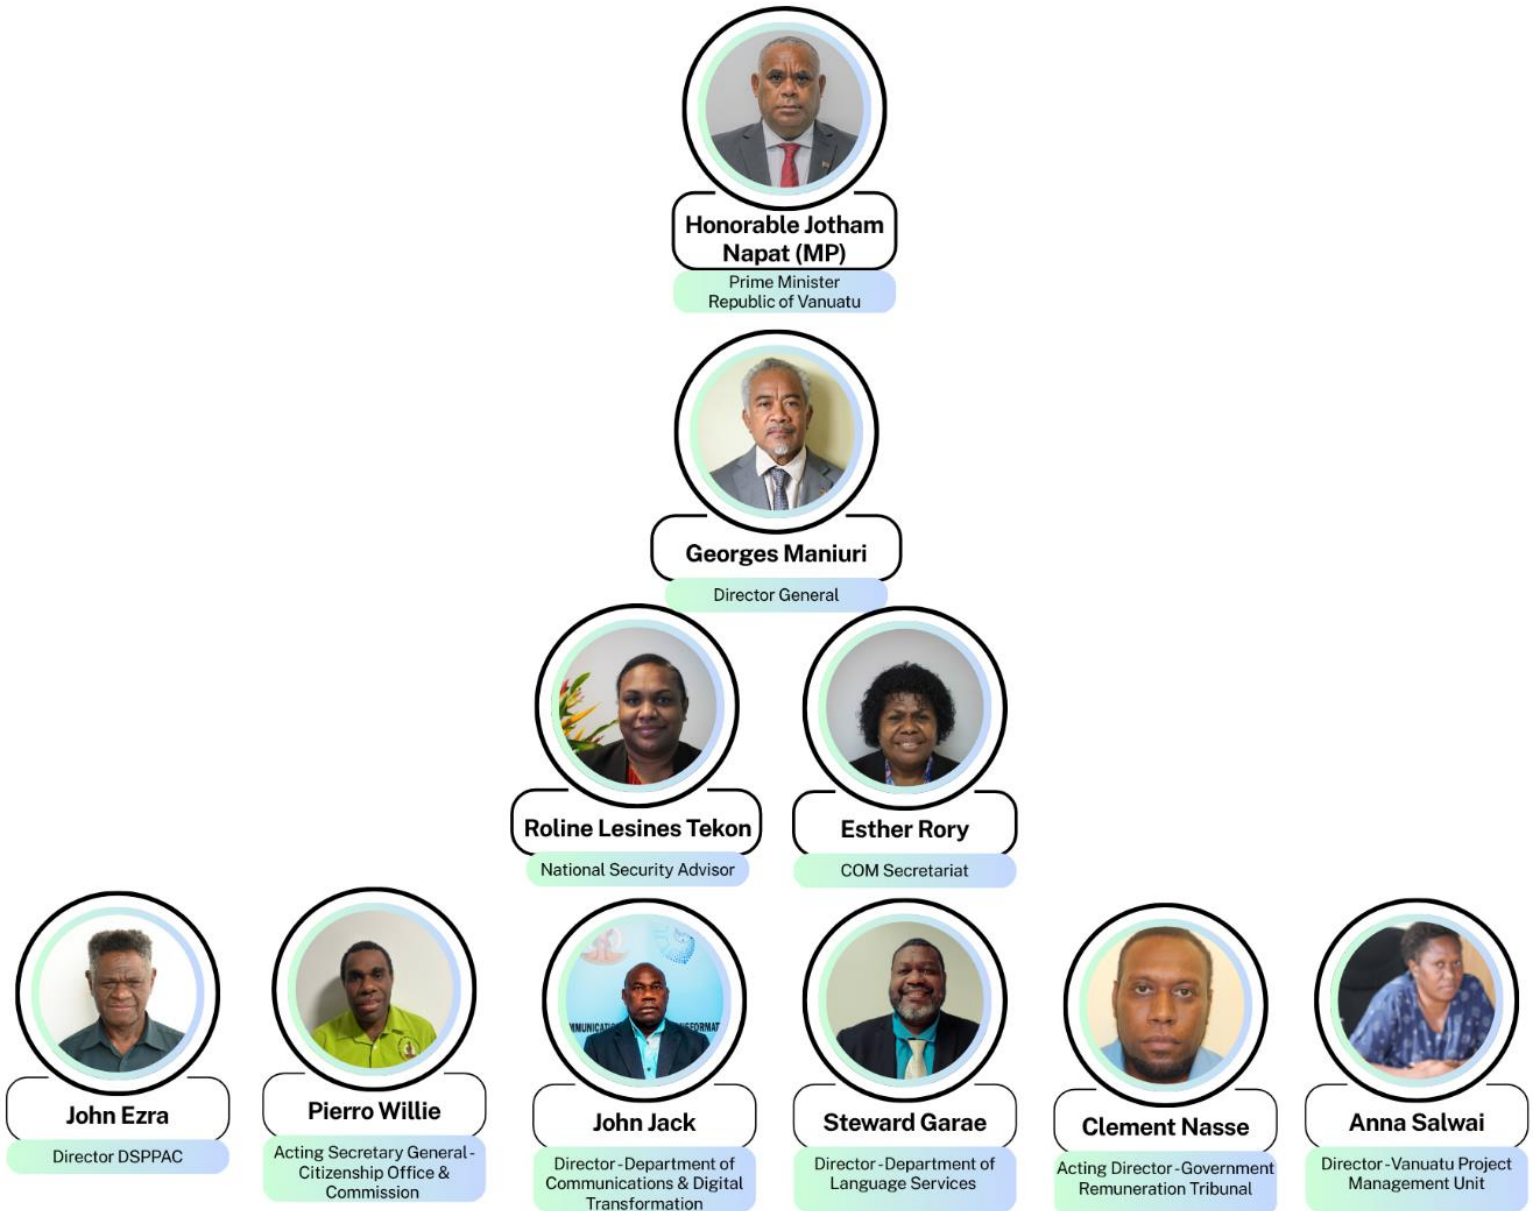 Honorable Jotham
Napat (MP)
Prime Minister
Republic of Vanuatu
Georges Maniuri
Director General
Roline Lesines Tekon
National Security Advisor
Esther Rory
COM Secretariat
John Ezra
Director DSPPAC
Pierro Willie
Acting Secretary General -
Citizenship Office &
Commission
MMUNICATI
SFORMAT
John Jack
Director - Department of
Communications & Digital
Transformation
Steward Garae
Director - Department of
Language Services
Clement Nasse
Acting Director - Government
Remuneration Tribunal
Anna Salwai
Director - Vanuatu Project
Management Unit